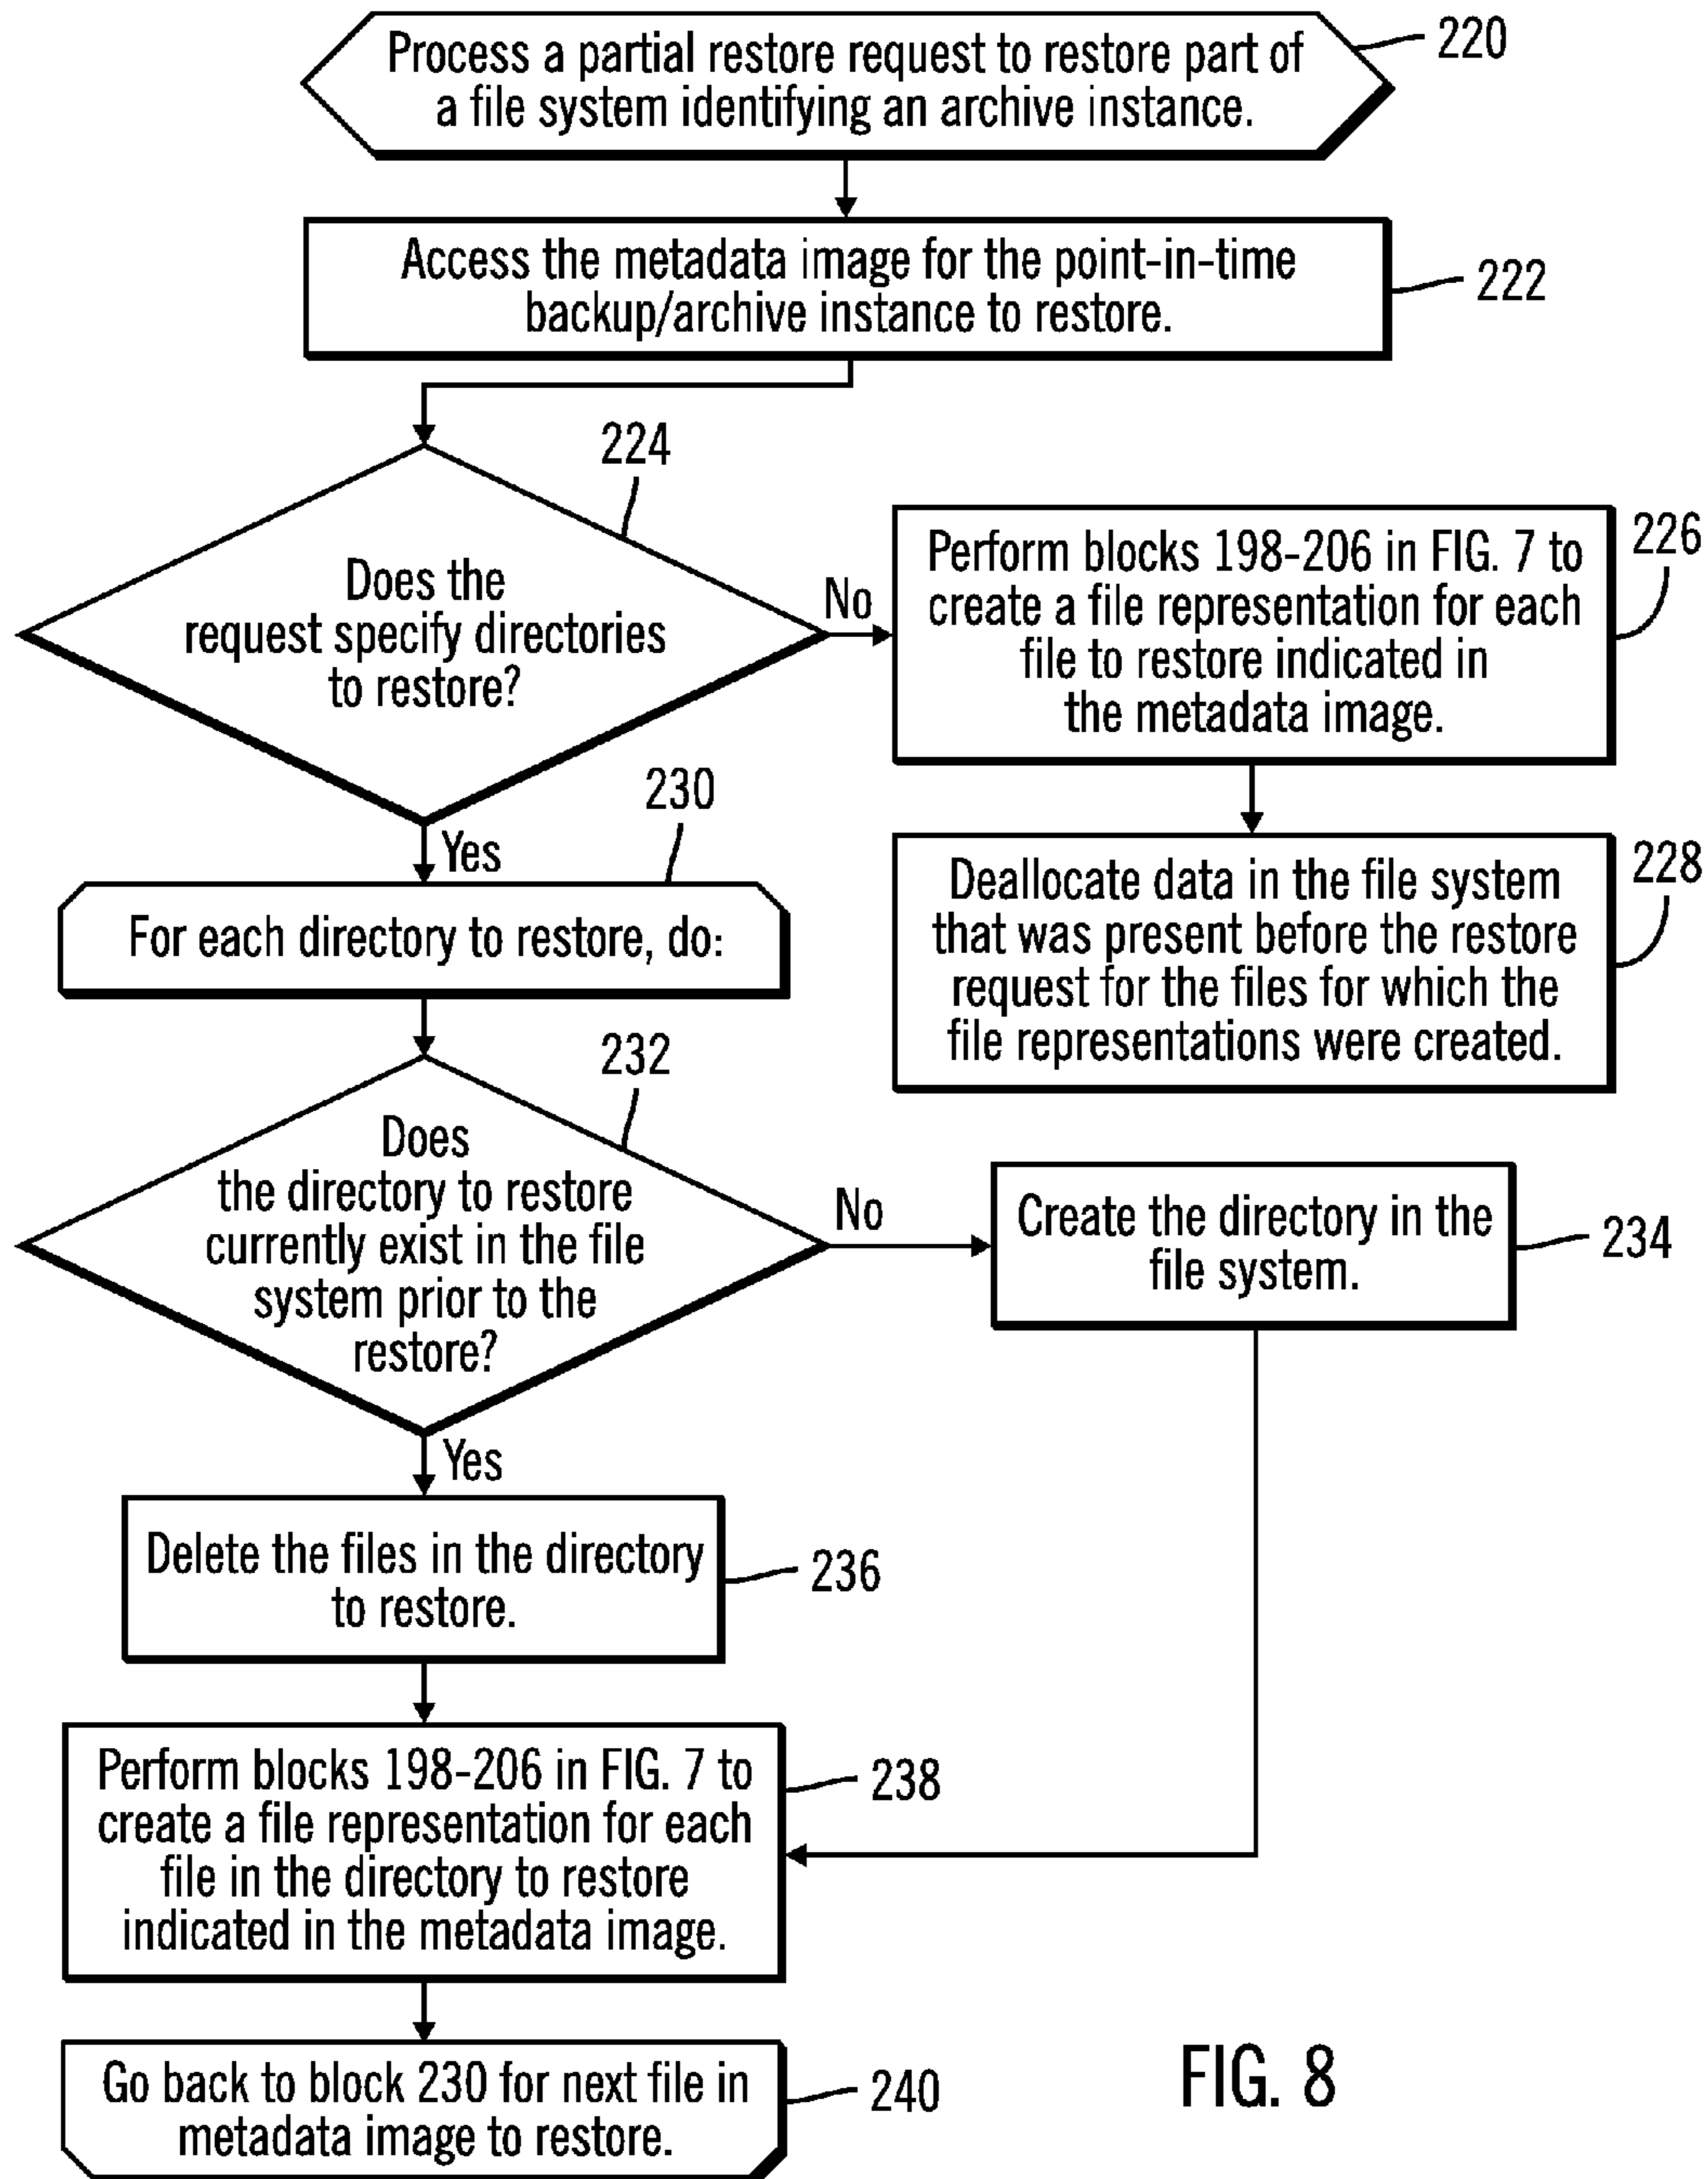 Process a partial restore request to restore part of
a file system identifying an archive instance.
220
Access the metadata image for the point-in-time
backup/archive instance to restore.
222
224
Does the
request specify directories
to restore?
No
Perform blocks 198-206 in FIG. 7 to
create a file representation for each
file to restore indicated in
the metadata image.
226
Yes
230
Deallocate data in the file system
that was present before the restore
request for the files for which the
file representations were created.
228
For each directory to restore, do:
232
Does
the directory to restore
currently exist in the file
system prior to the
restore?
No
Create the directory in the
file system.
234
Yes
Delete the files in the directory
to restore.
236
Perform blocks 198-206 in FIG. 7 to
create a file representation for each
file in the directory to restore
indicated in the metadata image.
238
Go back to block 230 for next file in
metadata image to restore.
240
FIG. 8